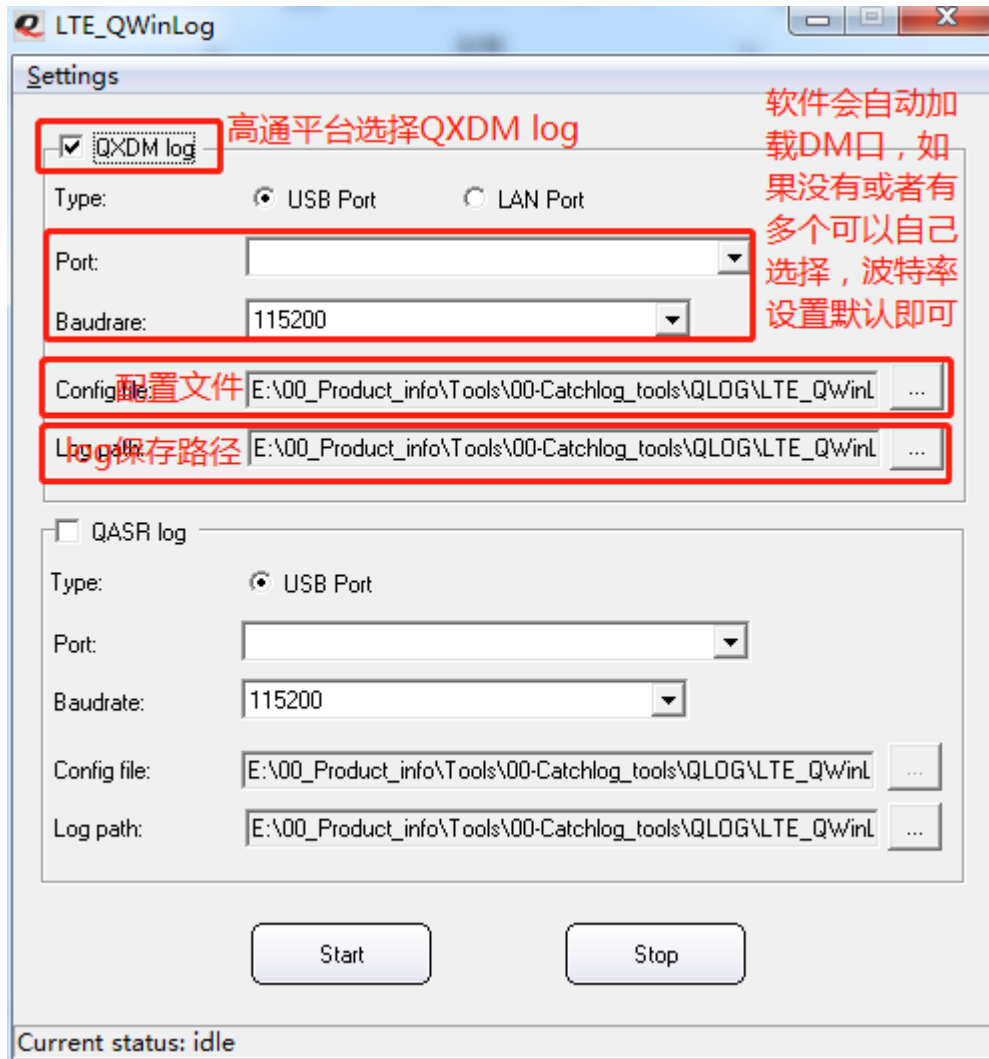 LTE_QWinLog
Settings
QXDM log
高通平台选择QXDM log
软件会自动加
载DM口，如
果没有或者有
多个可以自己
选择，波特率
设置默认即可
Type:
USB Port
LAN Port
Port:
Baudrare:
115200
Config file:
配置文件
E:\00_Product_info\Tools\00-Catchlog_tools\QLOG\LTE_QWinL
...
Log path:
log保存路径
E:\00_Product_info\Tools\00-Catchlog_tools\QLOG\LTE_QWinL
...
QASR log
Type:
USB Port
Port:
Baudrate:
115200
Config file:
E:\00_Product_info\Tools\00-Catchlog_tools\QLOG\LTE_QWinL
...
Log path:
E:\00_Product_info\Tools\00-Catchlog_tools\QLOG\LTE_QWinL
...
Start
Stop
Current status: idle